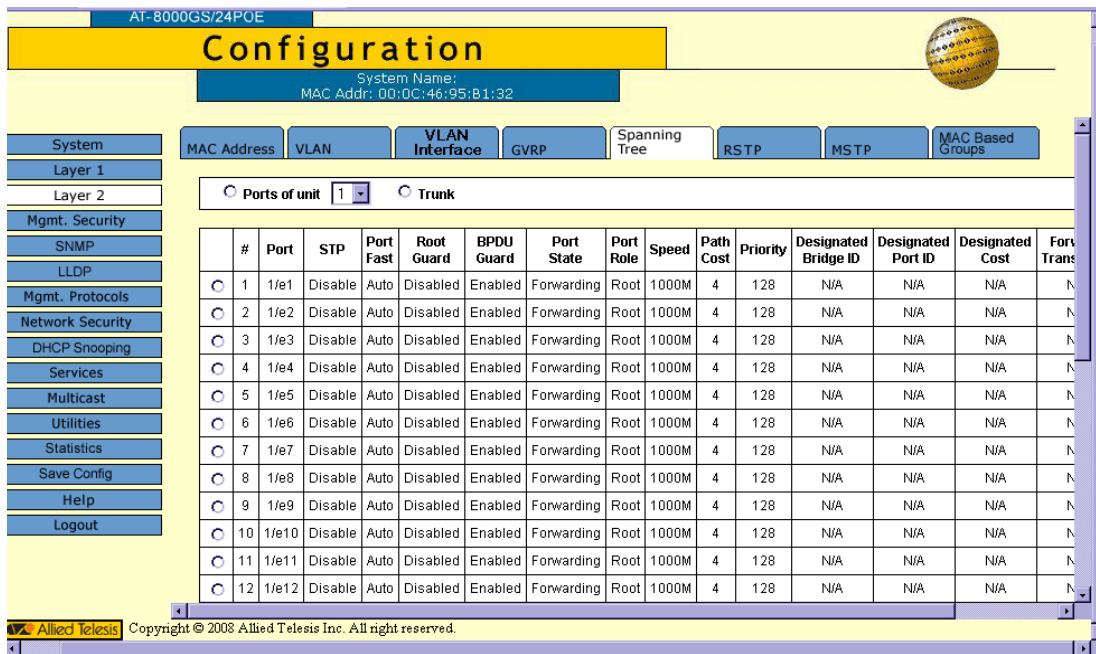 AT-8000GS/24POE
Configuration
System Name:
MAC Addr: 00:0C:46:95:B1:32
MAC Address VLAN VLAN Interface GVRP Spanning Tree RSTP MSTP MAC Based Groups
System
Layer 1
Layer 2
Mgmt. Security
SNMP
LLDP
Mgmt. Protocols
Network Security
DHCP Snooping
Services
Multicast
Utilities
Statistics
Save Config
Help
Logout
Ports of unit 1 Trunk
# Port STP Port Fast Root Guard BPDU Guard Port State Port Role Speed Path Cost Priority Designated Bridge ID Designated Port ID Designated Cost
1 1/e1 Disable Auto Disabled Enabled Forwarding Root 1000M 4 128 N/A N/A N/A
2 1/e2 Disable Auto Disabled Enabled Forwarding Root 1000M 4 128 N/A N/A N/A
3 1/e3 Disable Auto Disabled Enabled Forwarding Root 1000M 4 128 N/A N/A N/A
4 1/e4 Disable Auto Disabled Enabled Forwarding Root 1000M 4 128 N/A N/A N/A
5 1/e5 Disable Auto Disabled Enabled Forwarding Root 1000M 4 128 N/A N/A N/A
6 1/e6 Disable Auto Disabled Enabled Forwarding Root 1000M 4 128 N/A N/A N/A
7 1/e7 Disable Auto Disabled Enabled Forwarding Root 1000M 4 128 N/A N/A N/A
8 1/e8 Disable Auto Disabled Enabled Forwarding Root 1000M 4 128 N/A N/A N/A
9 1/e9 Disable Auto Disabled Enabled Forwarding Root 1000M 4 128 N/A N/A N/A
10 1/e10 Disable Auto Disabled Enabled Forwarding Root 1000M 4 128 N/A N/A N/A
11 1/e11 Disable Auto Disabled Enabled Forwarding Root 1000M 4 128 N/A N/A N/A
12 1/e12 Disable Auto Disabled Enabled Forwarding Root 1000M 4 128 N/A N/A N/A
Allied Telesis Copyright © 2008 Allied Telesis Inc. All right reserved.